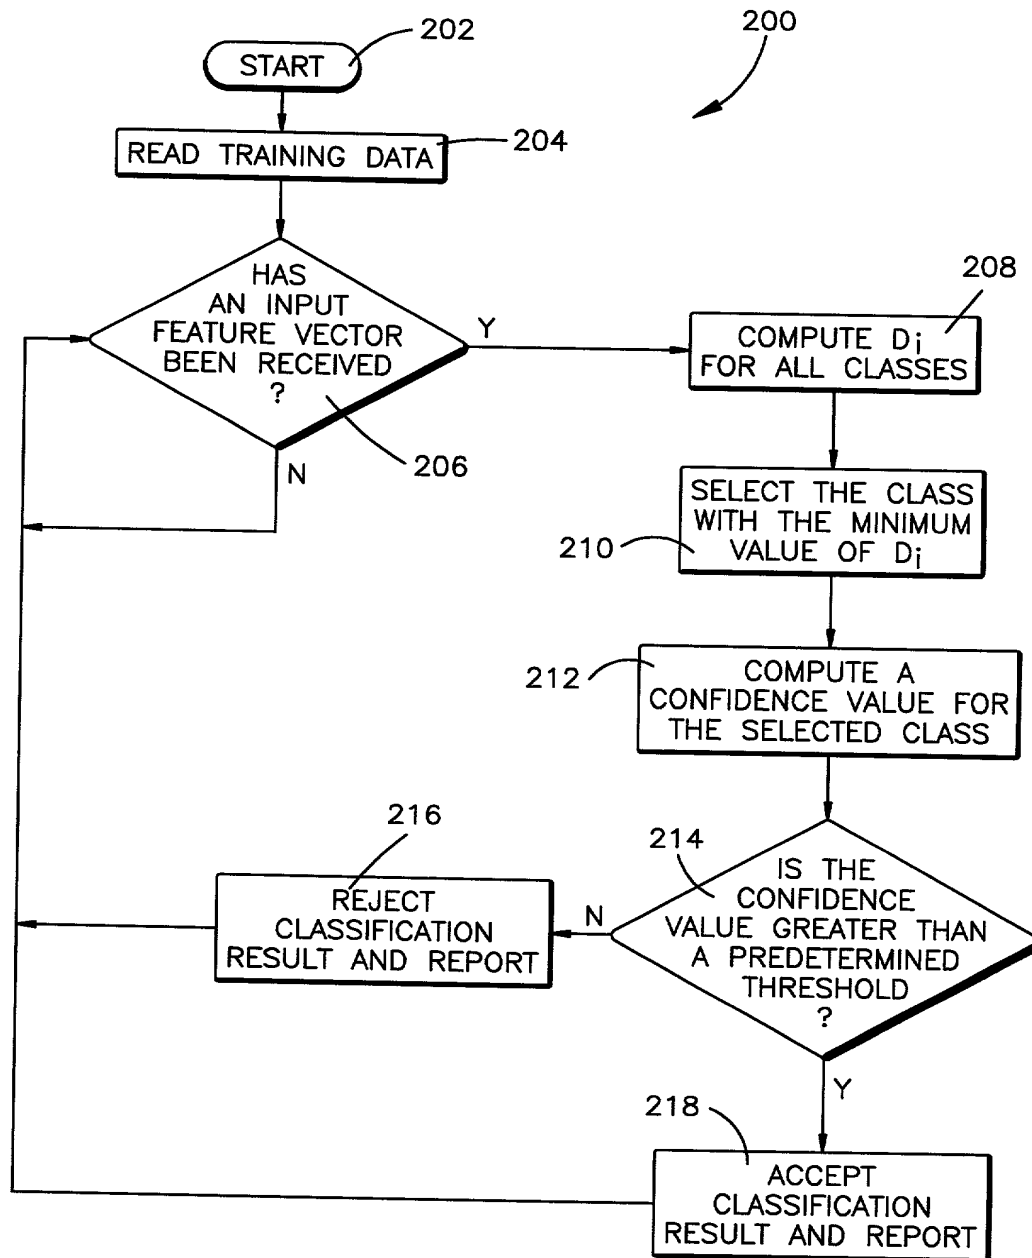 202
200
START
204
READ TRAINING DATA
HAS
AN INPUT
FEATURE VECTOR
BEEN RECEIVED
?
Y
N
206
208
COMPUTE Di
FOR ALL CLASSES
SELECT THE CLASS
WITH THE MINIMUM
VALUE OF Di
210
212
COMPUTE A
CONFIDENCE VALUE FOR
THE SELECTED CLASS
216
REJECT
CLASSIFICATION
RESULT AND REPORT
N
214
IS THE
CONFIDENCE
VALUE GREATER THAN
A PREDETERMINED
THRESHOLD
?
Y
218
ACCEPT
CLASSIFICATION
RESULT AND REPORT